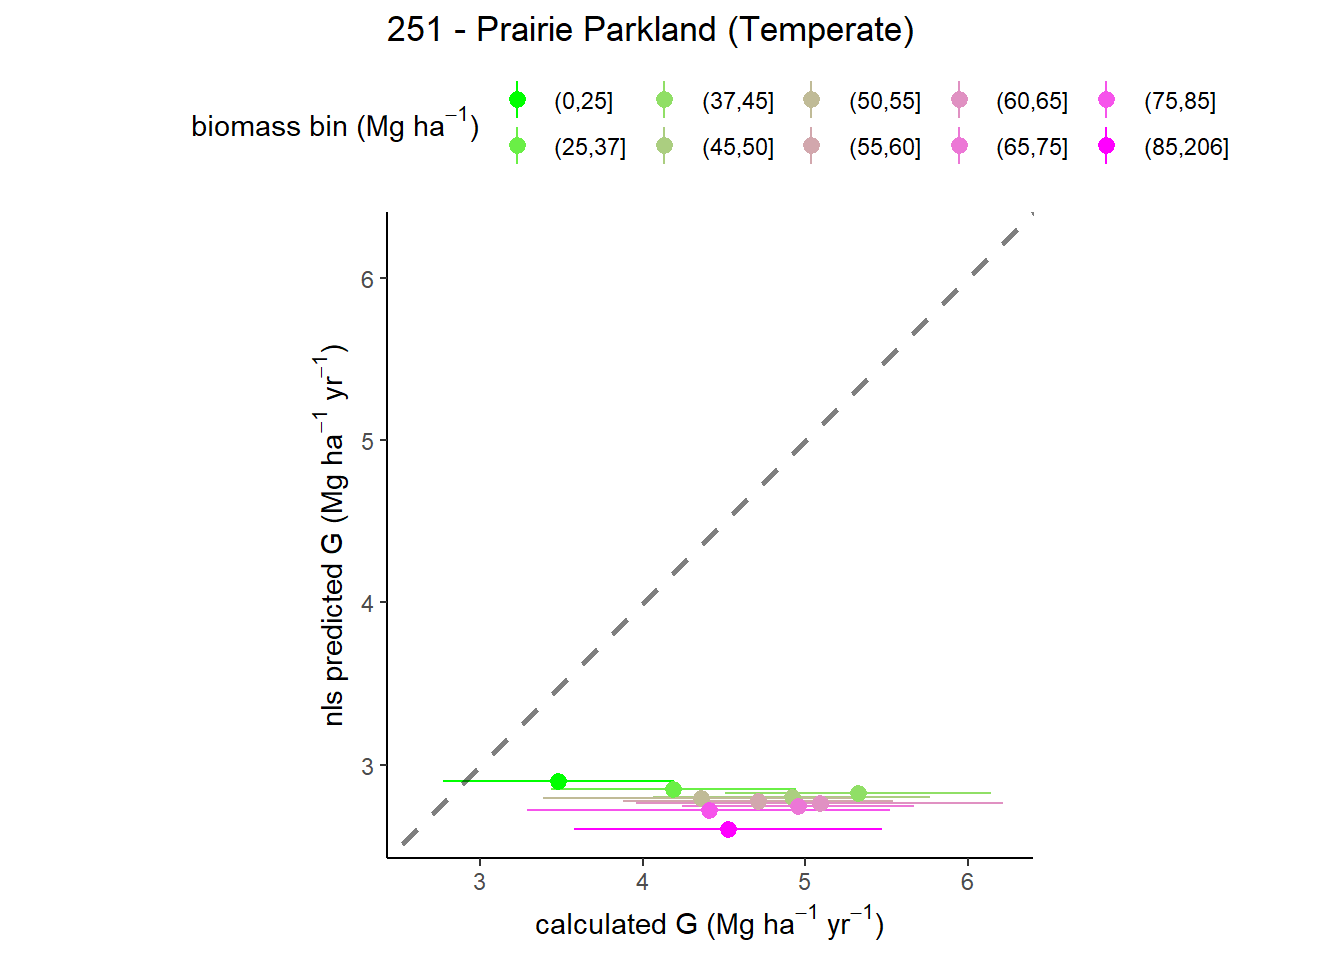 251 - Prairie Parkland (Temperate)
biomass bin (Mg ha⁻¹)
(0,25] (37,45] (50,55] (60,65] (75,85]
(25,37] (45,50] (55,60] (65,75] (85,206]
nls predicted G (Mg ha⁻¹ yr⁻¹)
6
5
4
3
3 4 5 6
calculated G (Mg ha⁻¹ yr⁻¹)